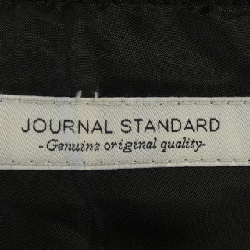 JOURNAL STANDARD
- Genuine original quality-